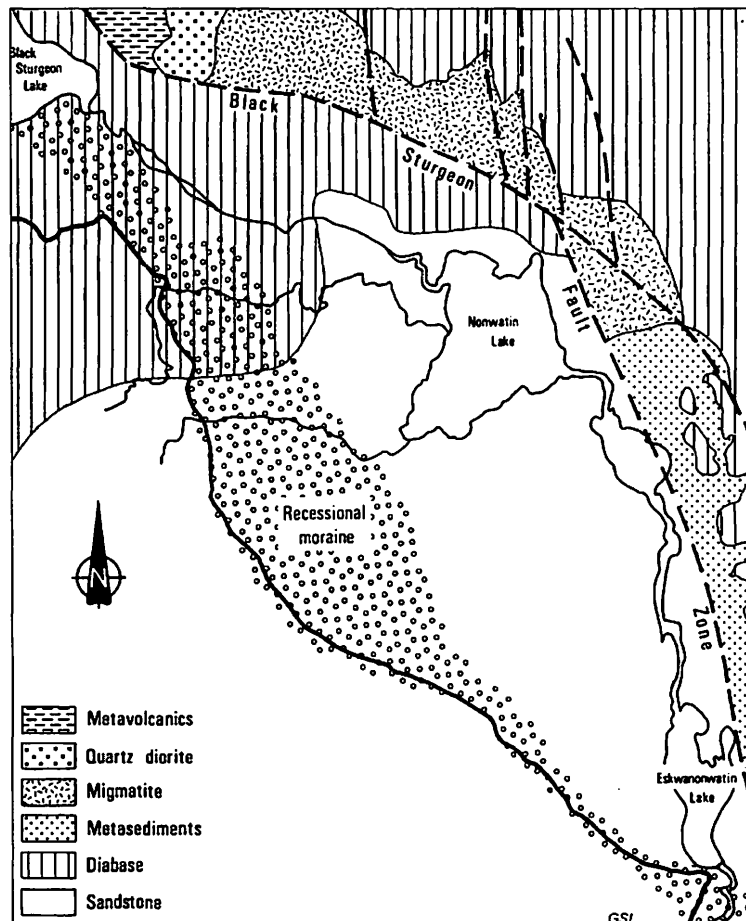 Black
Sturgeon
Lake
Black
Sturgeon
Fault
Zone
Nonwatin
Lake
Recessional
moraine
N
Eskwanonwatin
Lake
Metavolcanics
Quartz diorite
Migmatite
Metasediments
Diabase
Sandstone